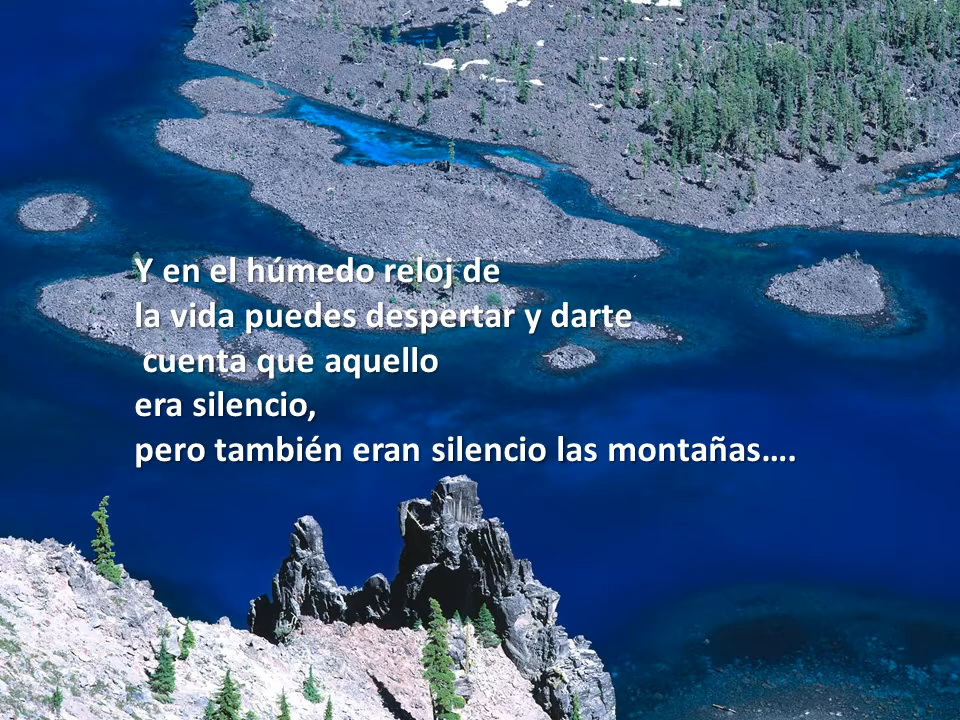 Y en el húmedo reloj de
la vida puedes despertar y darte
cuenta que aquello
era silencio,
pero también eran silencio las montañas….